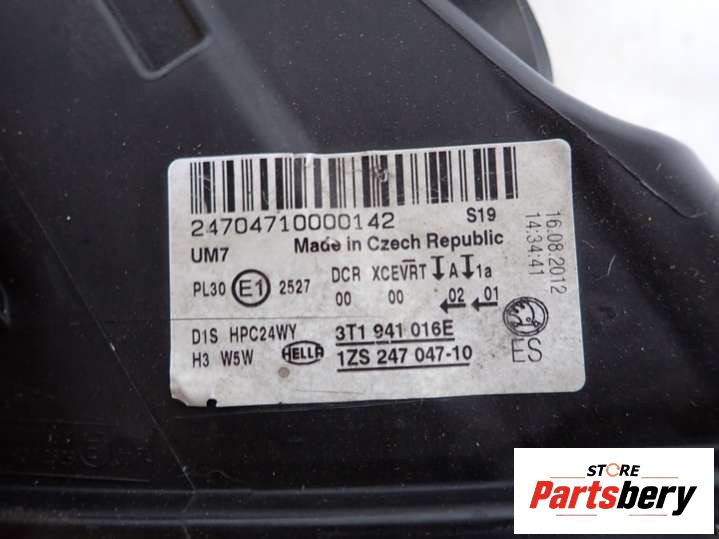 24704710000142 S19
UM7 Made in Czech Republic
PL30 E1 2527 DCR XCEVRT A 1a
00 00 02 01
D1S HPC24WY 3T1 941 016E
H3 W5W HELLA 1ZS 247 047-10
16.08.2012
14:34:41
ES
STORE
Partsbery